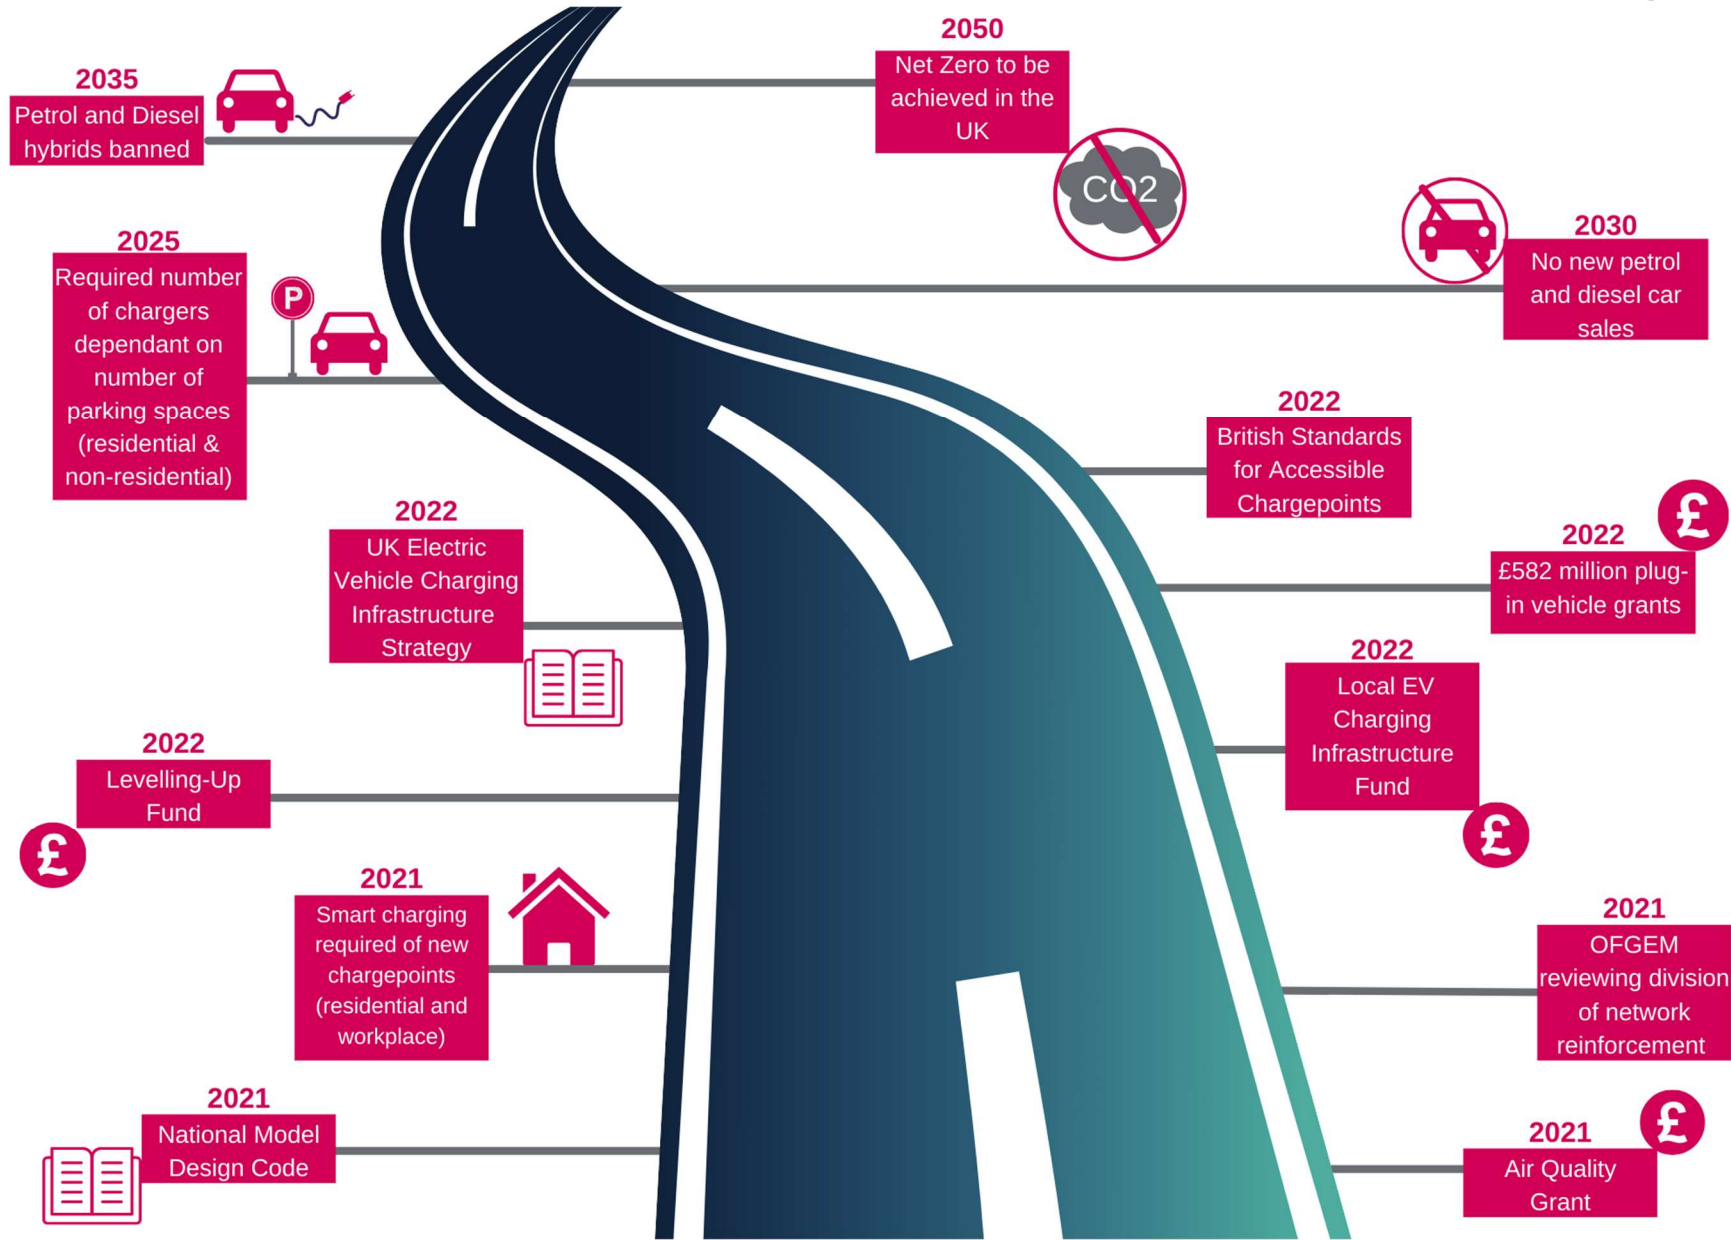 2050
Net Zero to be
achieved in the
UK
CO2
2035
Petrol and Diesel
hybrids banned
2030
No new petrol
and diesel car
sales
2025
Required number
of chargers
dependant on
number of
parking spaces
(residential &
non-residential)
P
2022
British Standards
for Accessible
Chargepoints
2022
UK Electric
Vehicle Charging
Infrastructure
Strategy
£
2022
£582 million plug-
in vehicle grants
2022
Local EV
Charging
Infrastructure
Fund
£
2022
Levelling-Up
Fund
£
2021
Smart charging
required of new
chargepoints
(residential and
workplace)
2021
OFGEM
reviewing division
of network
reinforcement
2021
National Model
Design Code
£
2021
Air Quality
Grant